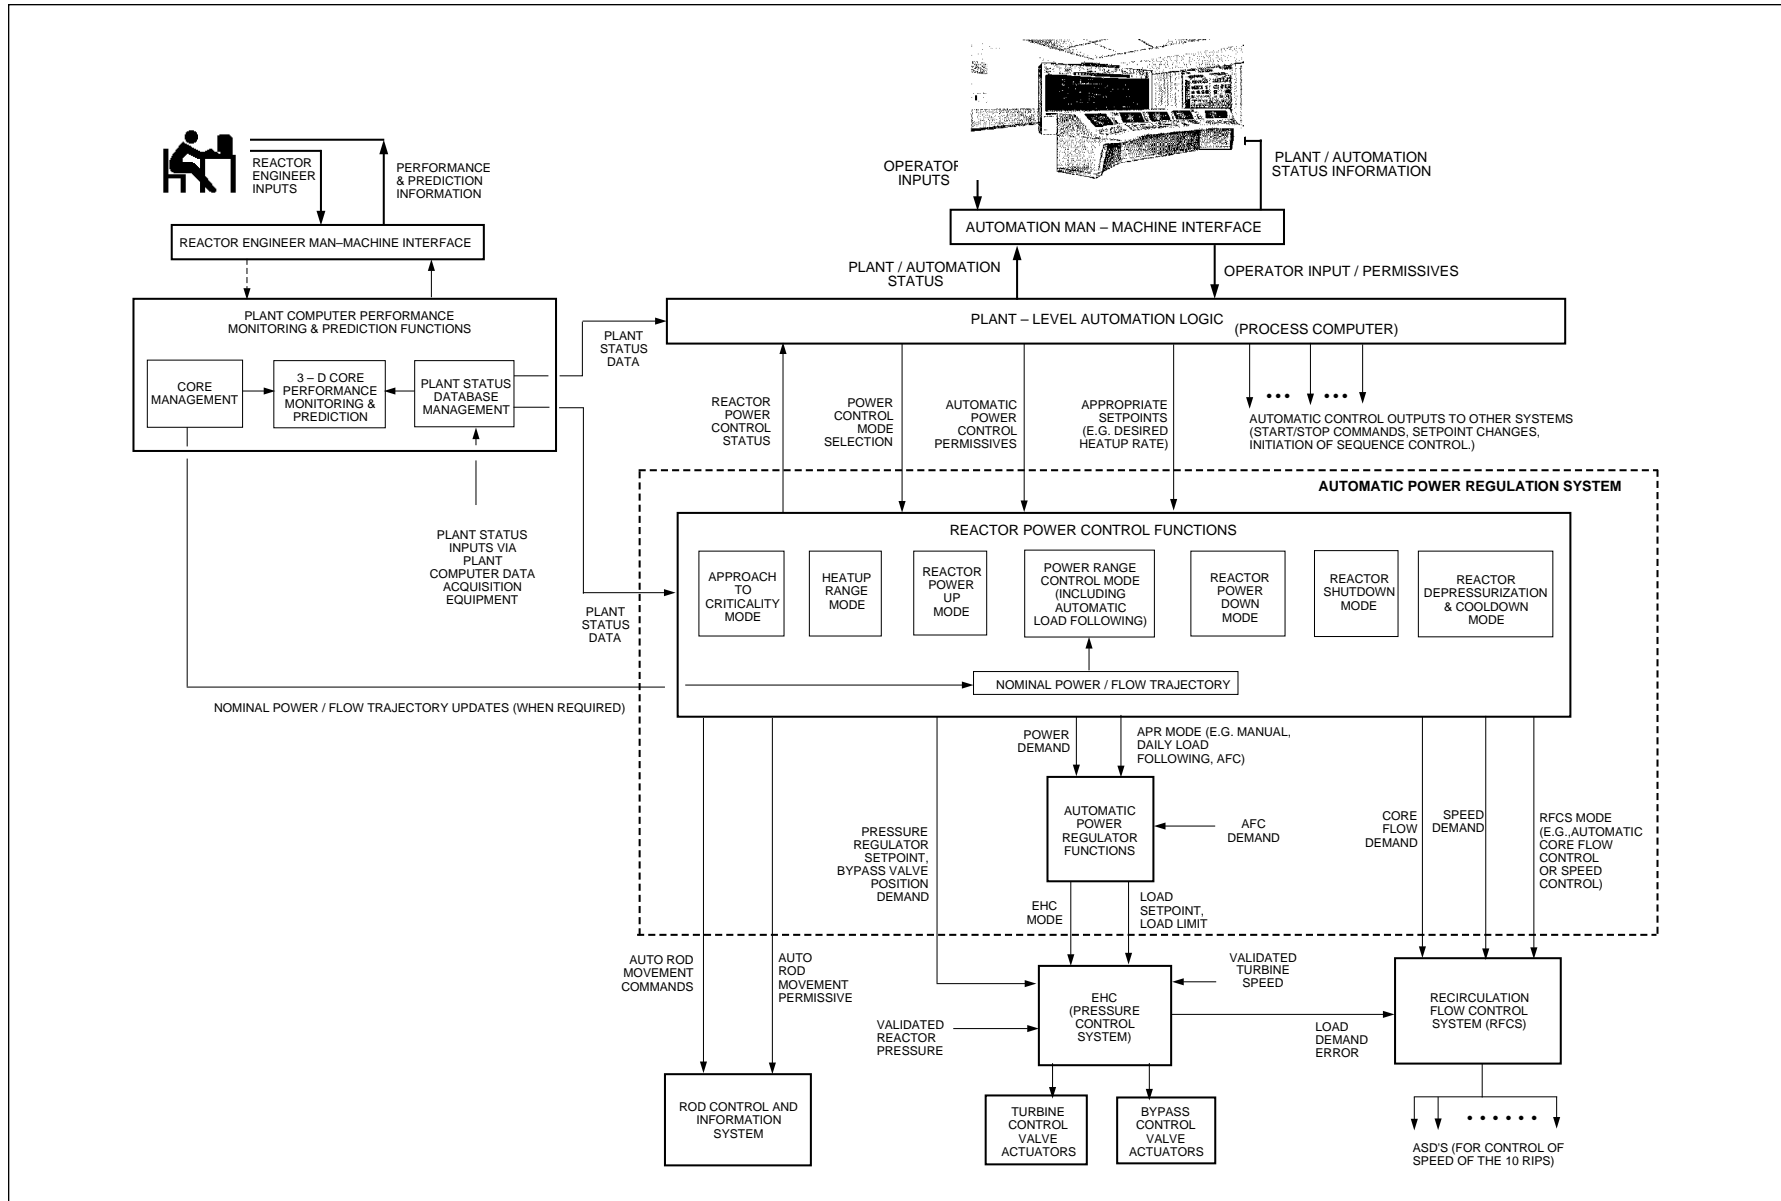 REACTOR
ENGINEER
INPUTS
PERFORMANCE
& PREDICTION
INFORMATION
OPERATOR
INPUTS
PLANT / AUTOMATION
STATUS INFORMATION
REACTOR ENGINEER MAN–MACHINE INTERFACE
AUTOMATION MAN – MACHINE INTERFACE
PLANT / AUTOMATION
STATUS
OPERATOR INPUT / PERMISSIVES
PLANT COMPUTER PERFORMANCE
MONITORING & PREDICTION FUNCTIONS
CORE
MANAGEMENT
3 – D CORE
PERFORMANCE
MONITORING &
PREDICTION
PLANT STATUS
DATABASE
MANAGEMENT
PLANT
STATUS
DATA
PLANT – LEVEL AUTOMATION LOGIC
(PROCESS COMPUTER)
REACTOR
POWER
CONTROL
STATUS
POWER
CONTROL
MODE
SELECTION
AUTOMATIC
POWER
CONTROL
PERMISSIVES
APPROPRIATE
SETPOINTS
(E.G. DESIRED
HEATUP RATE)
AUTOMATIC CONTROL OUTPUTS TO OTHER SYSTEMS
(START/STOP COMMANDS, SETPOINT CHANGES,
INITIATION OF SEQUENCE CONTROL.)
AUTOMATIC POWER REGULATION SYSTEM
PLANT STATUS
INPUTS VIA
PLANT
COMPUTER DATA
ACQUISITION
EQUIPMENT
PLANT
STATUS
DATA
REACTOR POWER CONTROL FUNCTIONS
APPROACH
TO
CRITICALITY
MODE
HEATUP
RANGE
MODE
REACTOR
POWER
UP
MODE
POWER RANGE
CONTROL MODE
(INCLUDING
AUTOMATIC
LOAD FOLLOWING)
REACTOR
POWER
DOWN
MODE
REACTOR
SHUTDOWN
MODE
REACTOR
DEPRESSURIZATION
& COOLDOWN
MODE
NOMINAL POWER / FLOW TRAJECTORY
NOMINAL POWER / FLOW TRAJECTORY UPDATES (WHEN REQUIRED)
POWER
DEMAND
APR MODE (E.G. MANUAL,
DAILY LOAD
FOLLOWING, AFC)
AUTOMATIC
POWER
REGULATOR
FUNCTIONS
AFC
DEMAND
PRESSURE
REGULATOR
SETPOINT,
BYPASS VALVE
POSITION
DEMAND
CORE
FLOW
DEMAND
SPEED
DEMAND
RFCS MODE
(E.G.,AUTOMATIC
CORE FLOW
CONTROL
OR SPEED
CONTROL)
EHC
MODE
LOAD
SETPOINT,
LOAD LIMIT
AUTO ROD
MOVEMENT
COMMANDS
AUTO
ROD
MOVEMENT
PERMISSIVE
VALIDATED
TURBINE
SPEED
VALIDATED
REACTOR
PRESSURE
EHC
(PRESSURE
CONTROL
SYSTEM)
LOAD
DEMAND
ERROR
RECIRCULATION
FLOW CONTROL
SYSTEM (RFCS)
ROD CONTROL AND
INFORMATION
SYSTEM
TURBINE
CONTROL
VALVE
ACTUATORS
BYPASS
CONTROL
VALVE
ACTUATORS
ASD'S (FOR CONTROL OF
SPEED OF THE 10 RIPS)